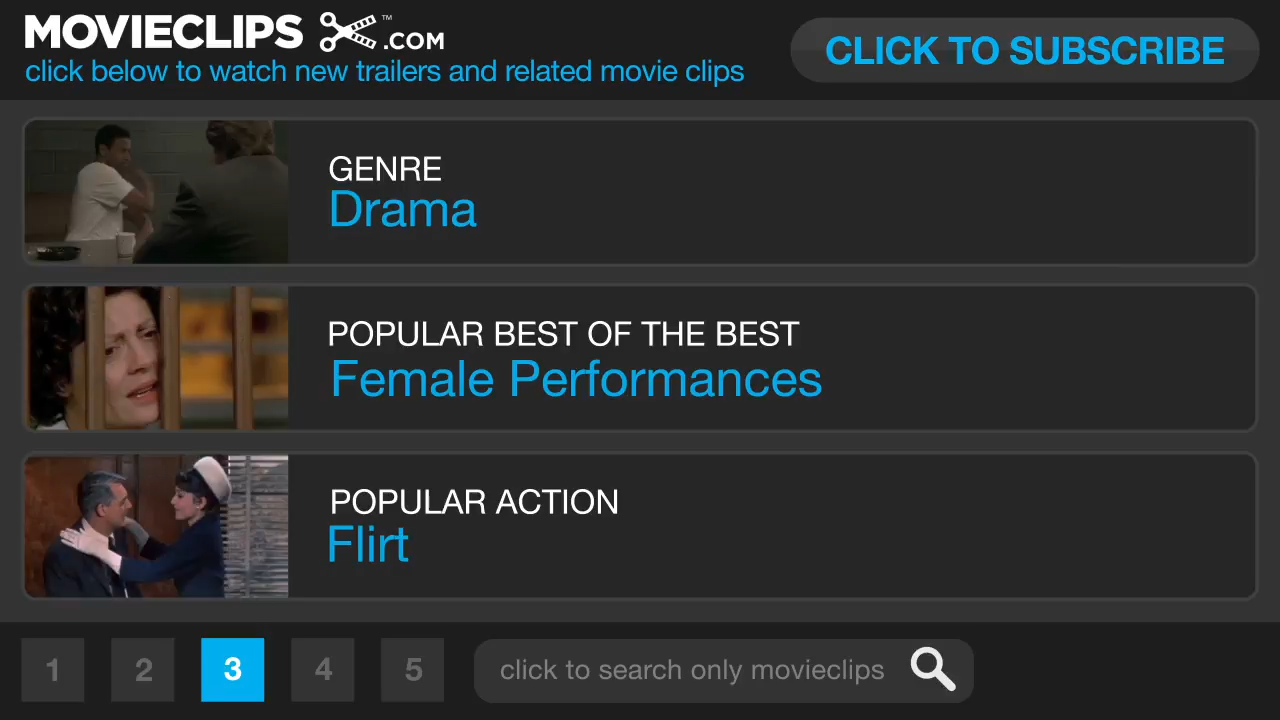 MOVIECLIPS ™ .COM
click below to watch new trailers and related movie clips
CLICK TO SUBSCRIBE
GENRE
Drama
POPULAR BEST OF THE BEST
Female Performances
POPULAR ACTION
Flirt
1 2 3 4 5
click to search only movieclips